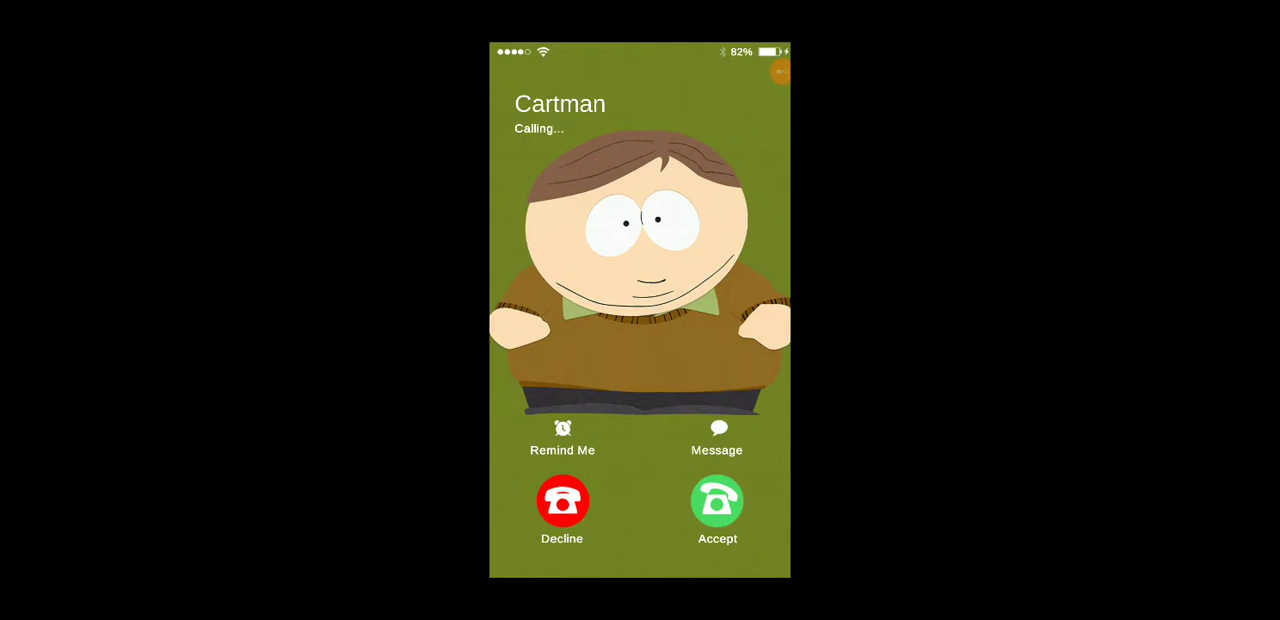 82%
Cartman
Calling...
Remind Me
Message
Decline
Accept